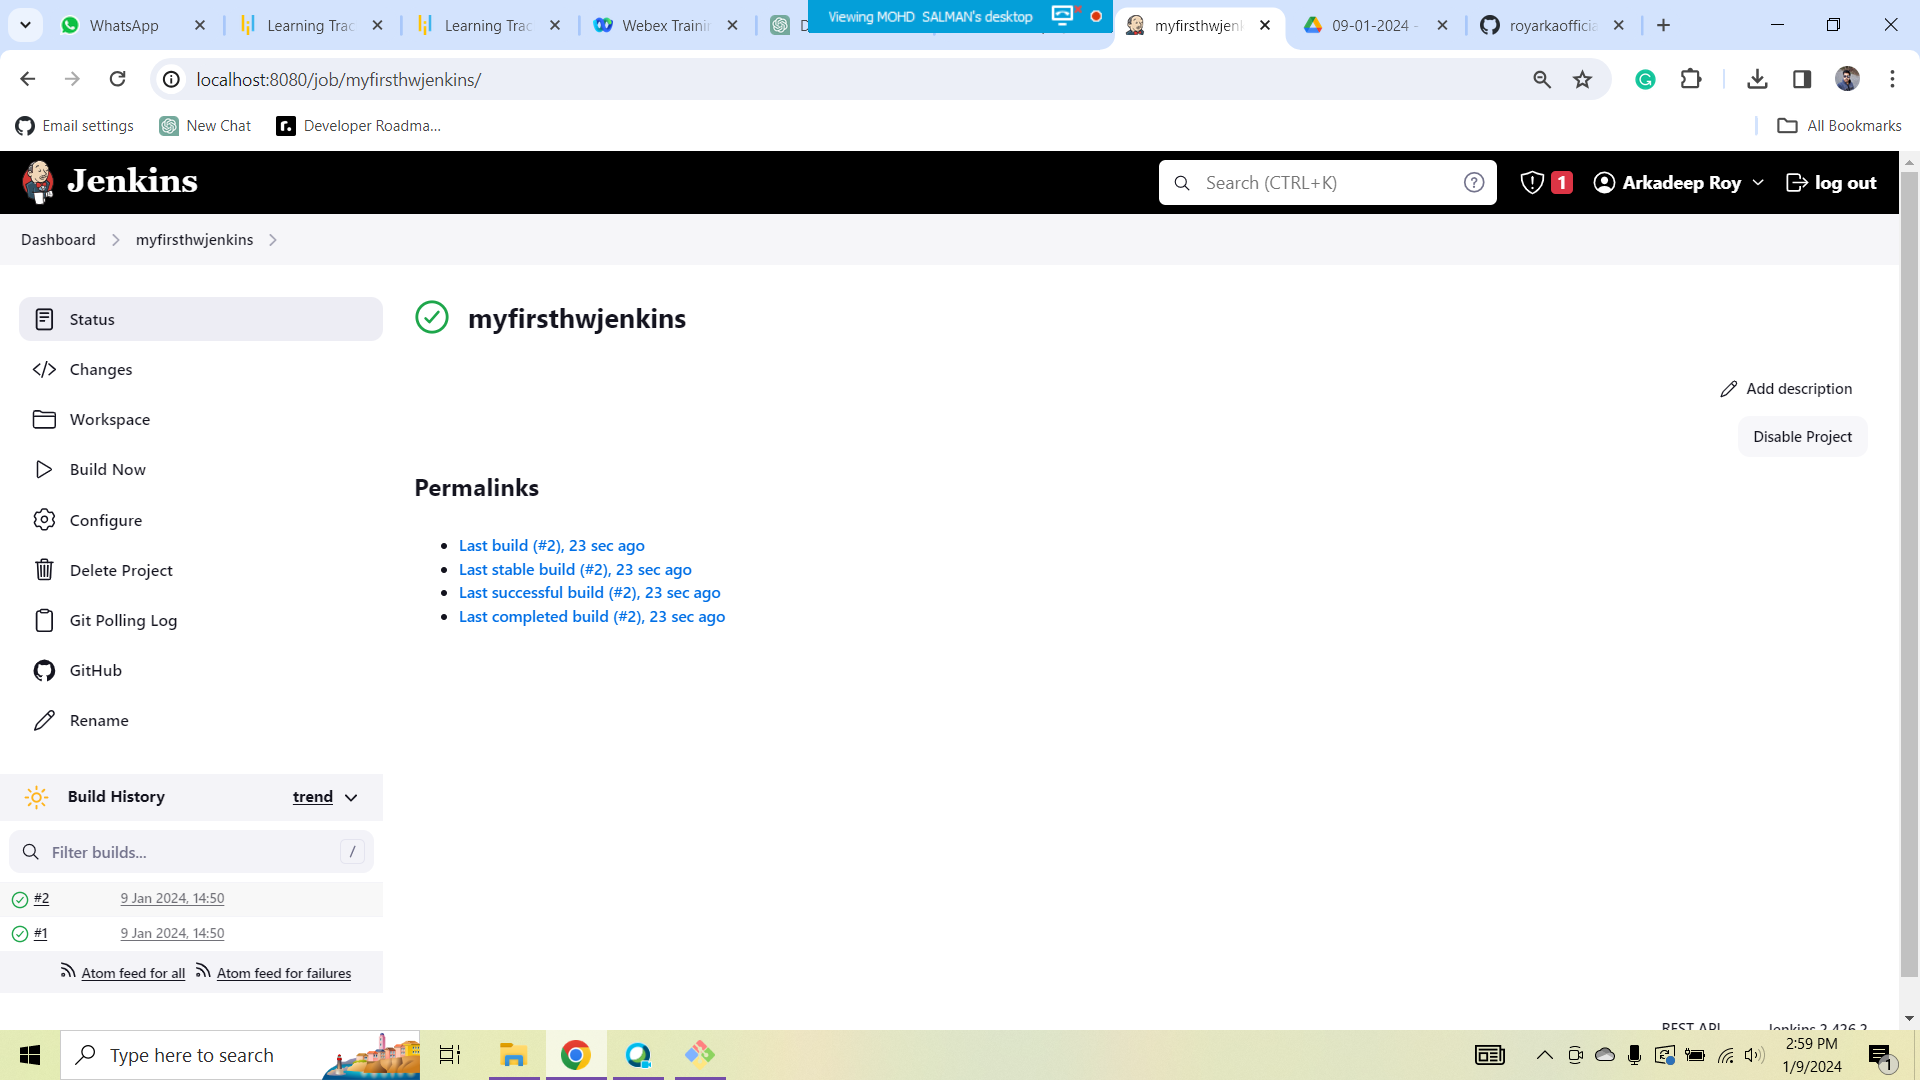 WhatsApp
Learning Trac
Learning Trac
Webex Trainin
D
Viewing MOHD SALMAN's desktop
myfirsthwjenk
09-01-2024 -
royarkaofficia
localhost:8080/job/myfirsthwjenkins/
Email settings
New Chat
Developer Roadma...
All Bookmarks
Jenkins
Search (CTRL+K)
1
Arkadeep Roy
log out
Dashboard
myfirsthwjenkins
Status
Changes
Workspace
Build Now
Configure
Delete Project
Git Polling Log
GitHub
Rename
myfirsthwjenkins
Add description
Disable Project
Permalinks
Last build (#2), 23 sec ago
Last stable build (#2), 23 sec ago
Last successful build (#2), 23 sec ago
Last completed build (#2), 23 sec ago
Build History
trend
Filter builds...
/
#2 9 Jan 2024, 14:50
#1 9 Jan 2024, 14:50
Atom feed for all
Atom feed for failures
REST API
Jenkins 2.426.2
Type here to search
2:59 PM
1/9/2024
1